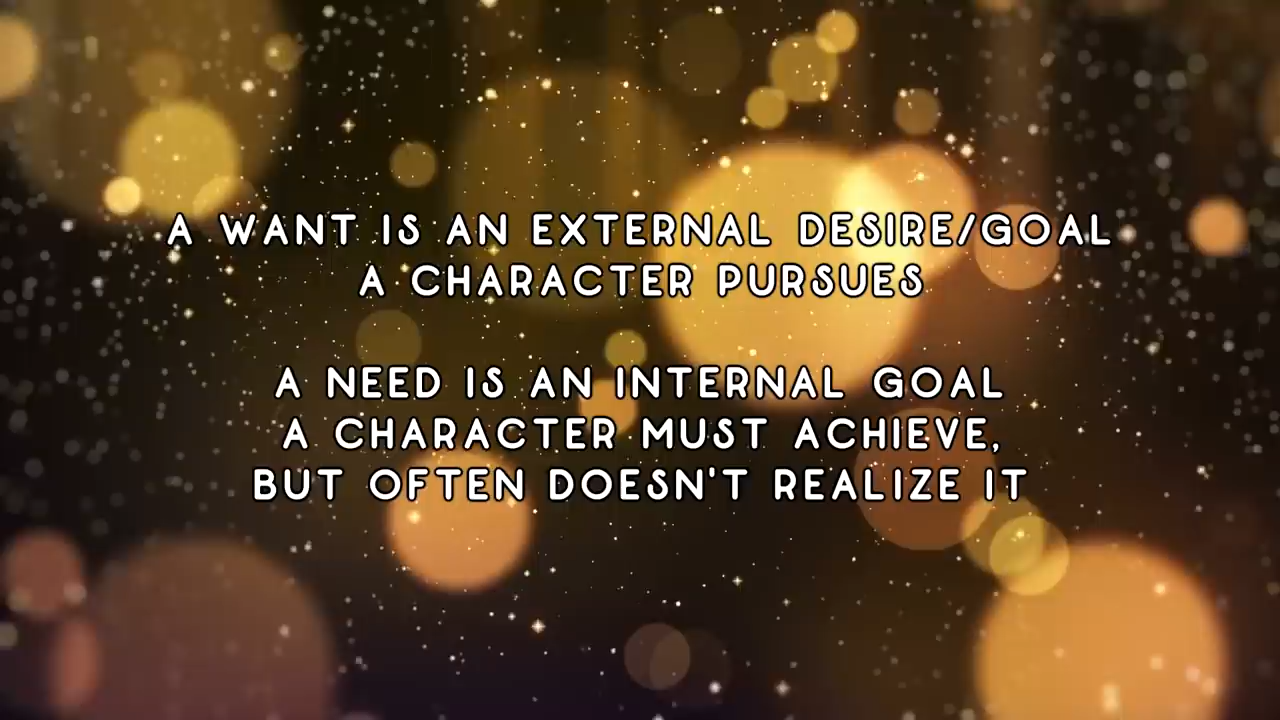 A WANT IS AN EXTERNAL DESIRE/GOAL
A CHARACTER PURSUES
A NEED IS AN INTERNAL GOAL
A CHARACTER MUST ACHIEVE,
BUT OFTEN DOESN'T REALIZE IT